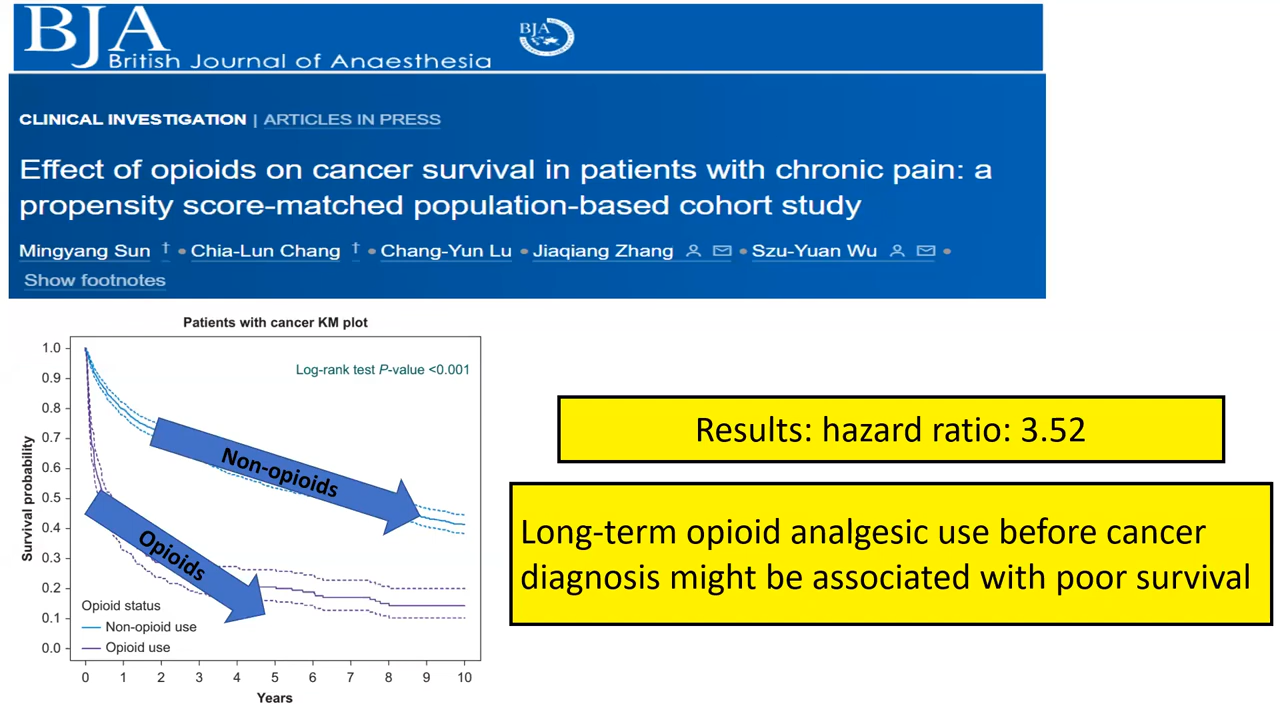 BJA
British Journal of Anaesthesia
BJA
CLINICAL INVESTIGATION | ARTICLES IN PRESS
Effect of opioids on cancer survival in patients with chronic pain: a
propensity score-matched population-based cohort study
Mingyang Sun † • Chia-Lun Chang † • Chang-Yun Lu • Jiaqiang Zhang • Szu-Yuan Wu •
Show footnotes
Patients with cancer KM plot
Log-rank test P-value <0.001
Survival probability
1.0
0.9
0.8
0.7
0.6
0.5
0.4
0.3
0.2
0.1
0.0
Non-opioids
Opioids
Opioid status
Non-opioid use
Opioid use
0 1 2 3 4 5 6 7 8 9 10
Years
Results: hazard ratio: 3.52
Long-term opioid analgesic use before cancer
diagnosis might be associated with poor survival